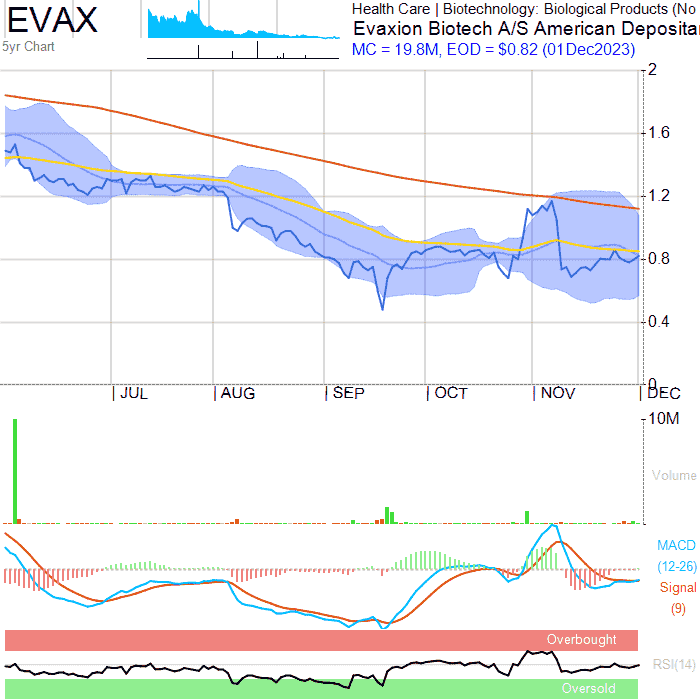 EVAX
5yr Chart
Health Care | Biotechnology: Biological Products (No
Evaxion Biotech A/S American Depositar
MC = 19.8M, EOD = $0.82 (01Dec2023)
2
1.6
1.2
0.8
0.4
0
JUL
AUG
SEP
OCT
NOV
DEC
10M
Volume
MACD
(12-26)
Signal
(9)
Overbought
RSI(14)
Oversold